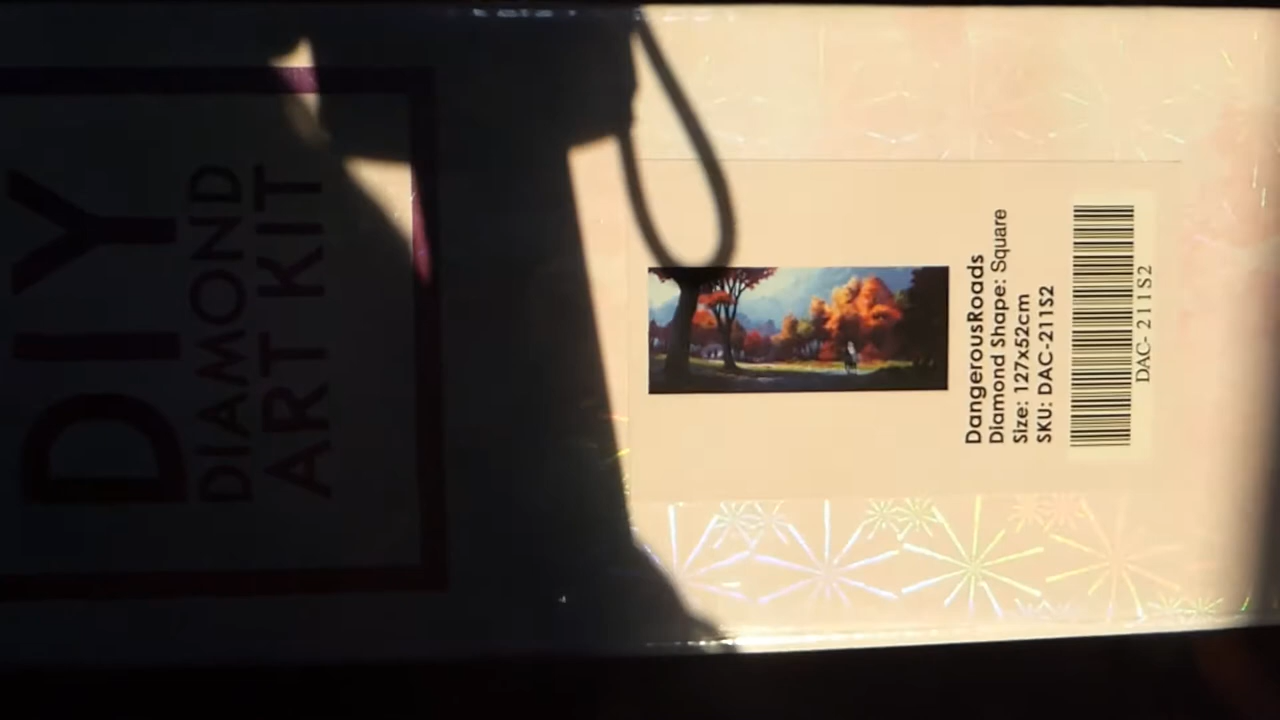 DIY
DIAMOND
ART KIT
DangerousRoads
Diamond Shape: Square
Size: 127x52cm
SKU: DAC-211S2
DAC- 211S2